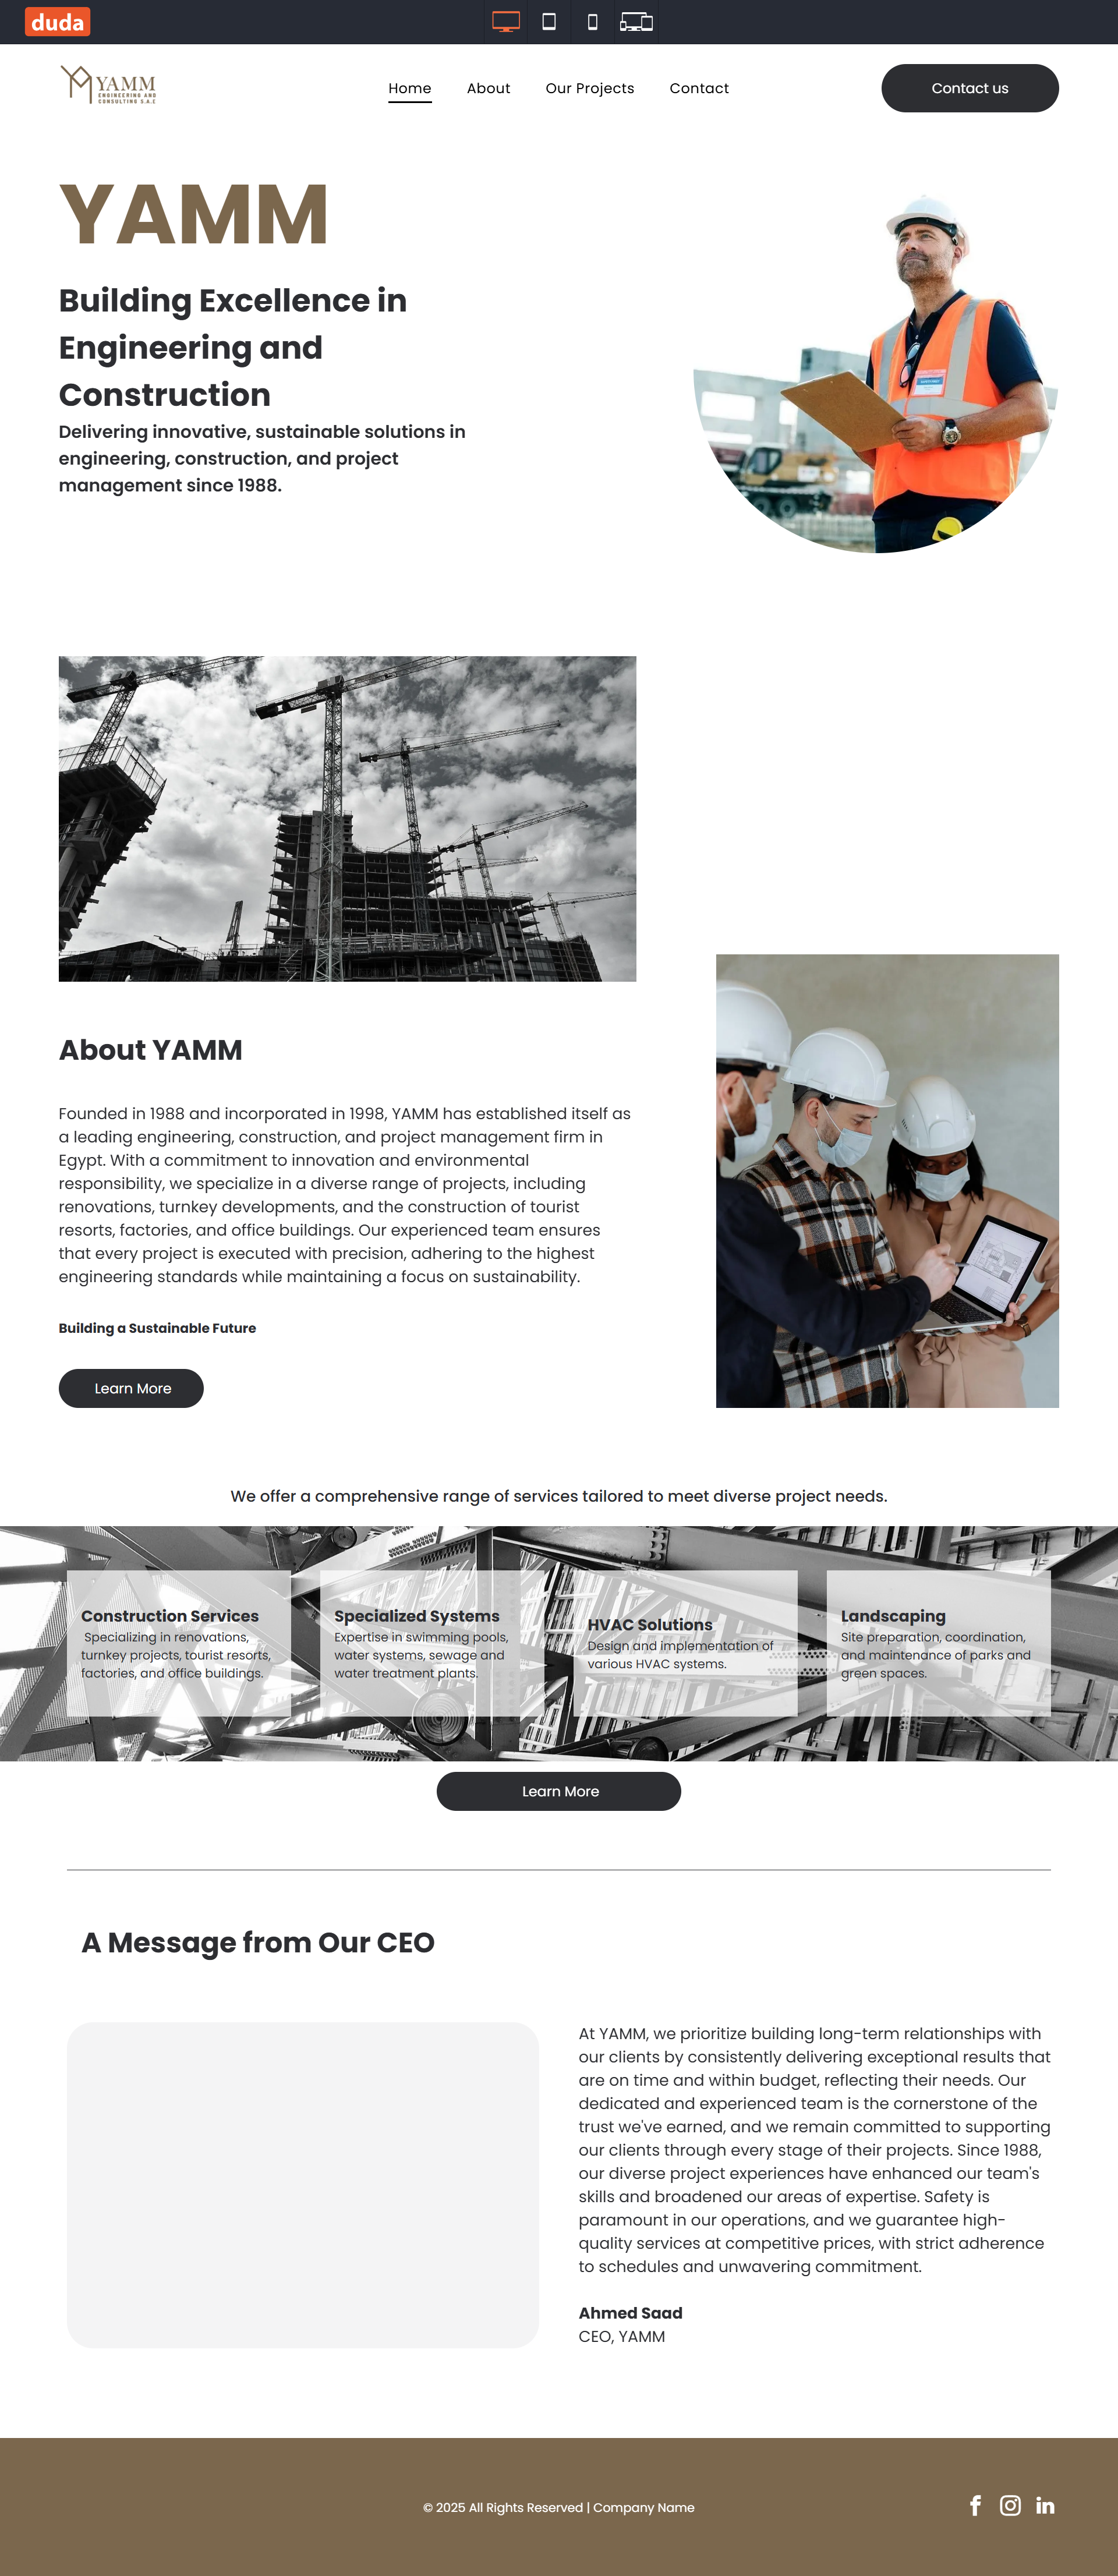 duda
YAMM
ENGINEERING AND
CONSULTING S.A.E
Home
About
Our Projects
Contact
Contact us
YAMM
Building Excellence in
Engineering and
Construction
Delivering innovative, sustainable solutions in
engineering, construction, and project
management since 1988.
About YAMM
Founded in 1988 and incorporated in 1998, YAMM has established itself as
a leading engineering, construction, and project management firm in
Egypt. With a commitment to innovation and environmental
responsibility, we specialize in a diverse range of projects, including
renovations, turnkey developments, and the construction of tourist
resorts, factories, and office buildings. Our experienced team ensures
that every project is executed with precision, adhering to the highest
engineering standards while maintaining a focus on sustainability.
Building a Sustainable Future
Learn More
We offer a comprehensive range of services tailored to meet diverse project needs.
Construction Services
Specializing in renovations,
turnkey projects, tourist resorts,
factories, and office buildings.
Specialized Systems
Expertise in swimming pools,
water systems, sewage and
water treatment plants.
HVAC Solutions
Design and implementation of
various HVAC systems.
Landscaping
Site preparation, coordination,
and maintenance of parks and
green spaces.
Learn More
A Message from Our CEO
At YAMM, we prioritize building long-term relationships with
our clients by consistently delivering exceptional results that
are on time and within budget, reflecting their needs. Our
dedicated and experienced team is the cornerstone of the
trust we've earned, and we remain committed to supporting
our clients through every stage of their projects. Since 1988,
our diverse project experiences have enhanced our team's
skills and broadened our areas of expertise. Safety is
paramount in our operations, and we guarantee high-
quality services at competitive prices, with strict adherence
to schedules and unwavering commitment.
Ahmed Saad
CEO, YAMM
© 2025 All Rights Reserved | Company Name